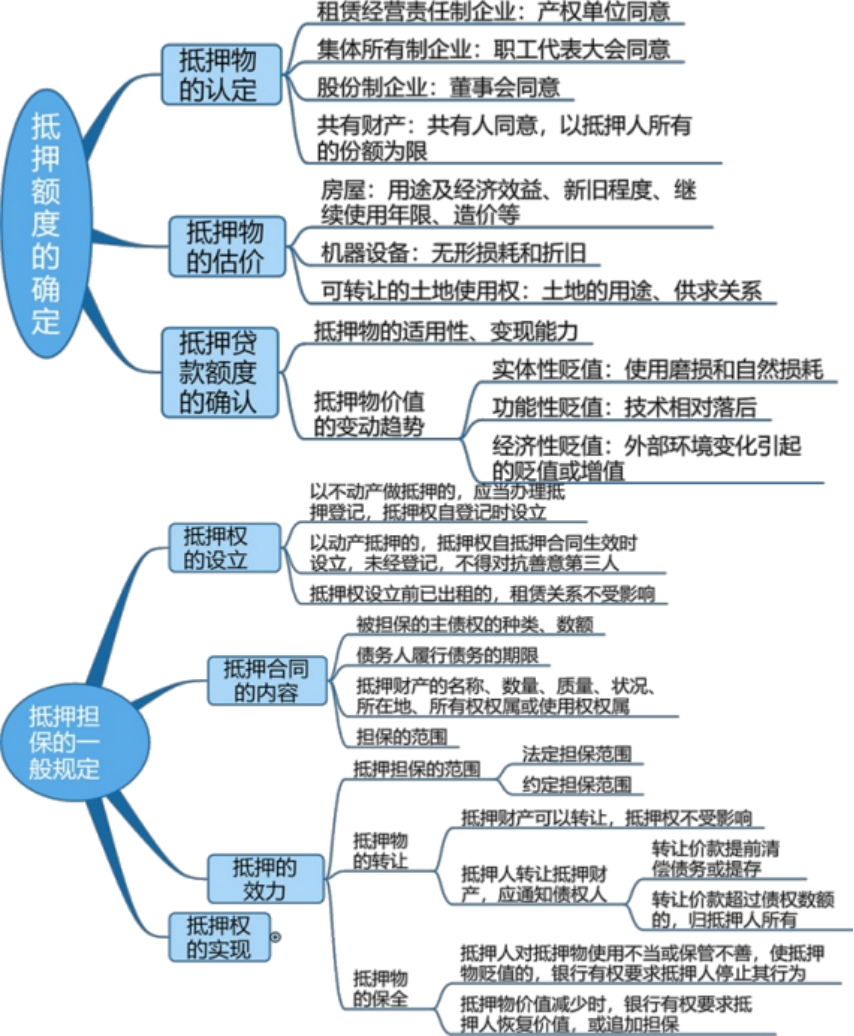 抵押额度的确定
抵押物
的认定
租赁经营责任制企业：产权单位同意
集体所有制企业：职工代表大会同意
股份制企业：董事会同意
共有财产：共有人同意，以抵押人所有
的份额为限
抵押物
的估价
房屋：用途及经济效益、新旧程度、继
续使用年限、造价等
机器设备：无形损耗和折旧
可转让的土地使用权：土地的用途、供求关系
抵押贷
款额度
的确认
抵押物的适用性、变现能力
抵押物价值
的变动趋势
实体性贬值：使用磨损和自然损耗
功能性贬值：技术相对落后
经济性贬值：外部环境变化引起
的贬值或增值
抵押担
保的一
般规定
抵押权
的设立
以不动产做抵押的，应当办理抵
押登记，抵押权自登记时设立
以动产抵押的，抵押权自抵押合同生效时
设立，未经登记，不得对抗善意第三人
抵押权设立前已出租的，租赁关系不受影响
抵押合同
的内容
被担保的主债权的种类、数额
债务人履行债务的期限
抵押财产的名称、数量、质量、状况、
所在地、所有权权属或使用权权属
担保的范围
抵押的
效力
抵押担保的范围
法定担保范围
约定担保范围
抵押物
的转让
抵押财产可以转让，抵押权不受影响
抵押人转让抵押财
产，应通知债权人
转让价款提前清
偿债务或提存
转让价款超过债权数额
的，归抵押人所有
抵押物
的保全
抵押人对抵押物使用不当或保管不善，使抵押
物贬值的，银行有权要求抵押人停止其行为
抵押物价值减少时，银行有权要求抵
押人恢复价值，或追加担保
抵押权
的实现